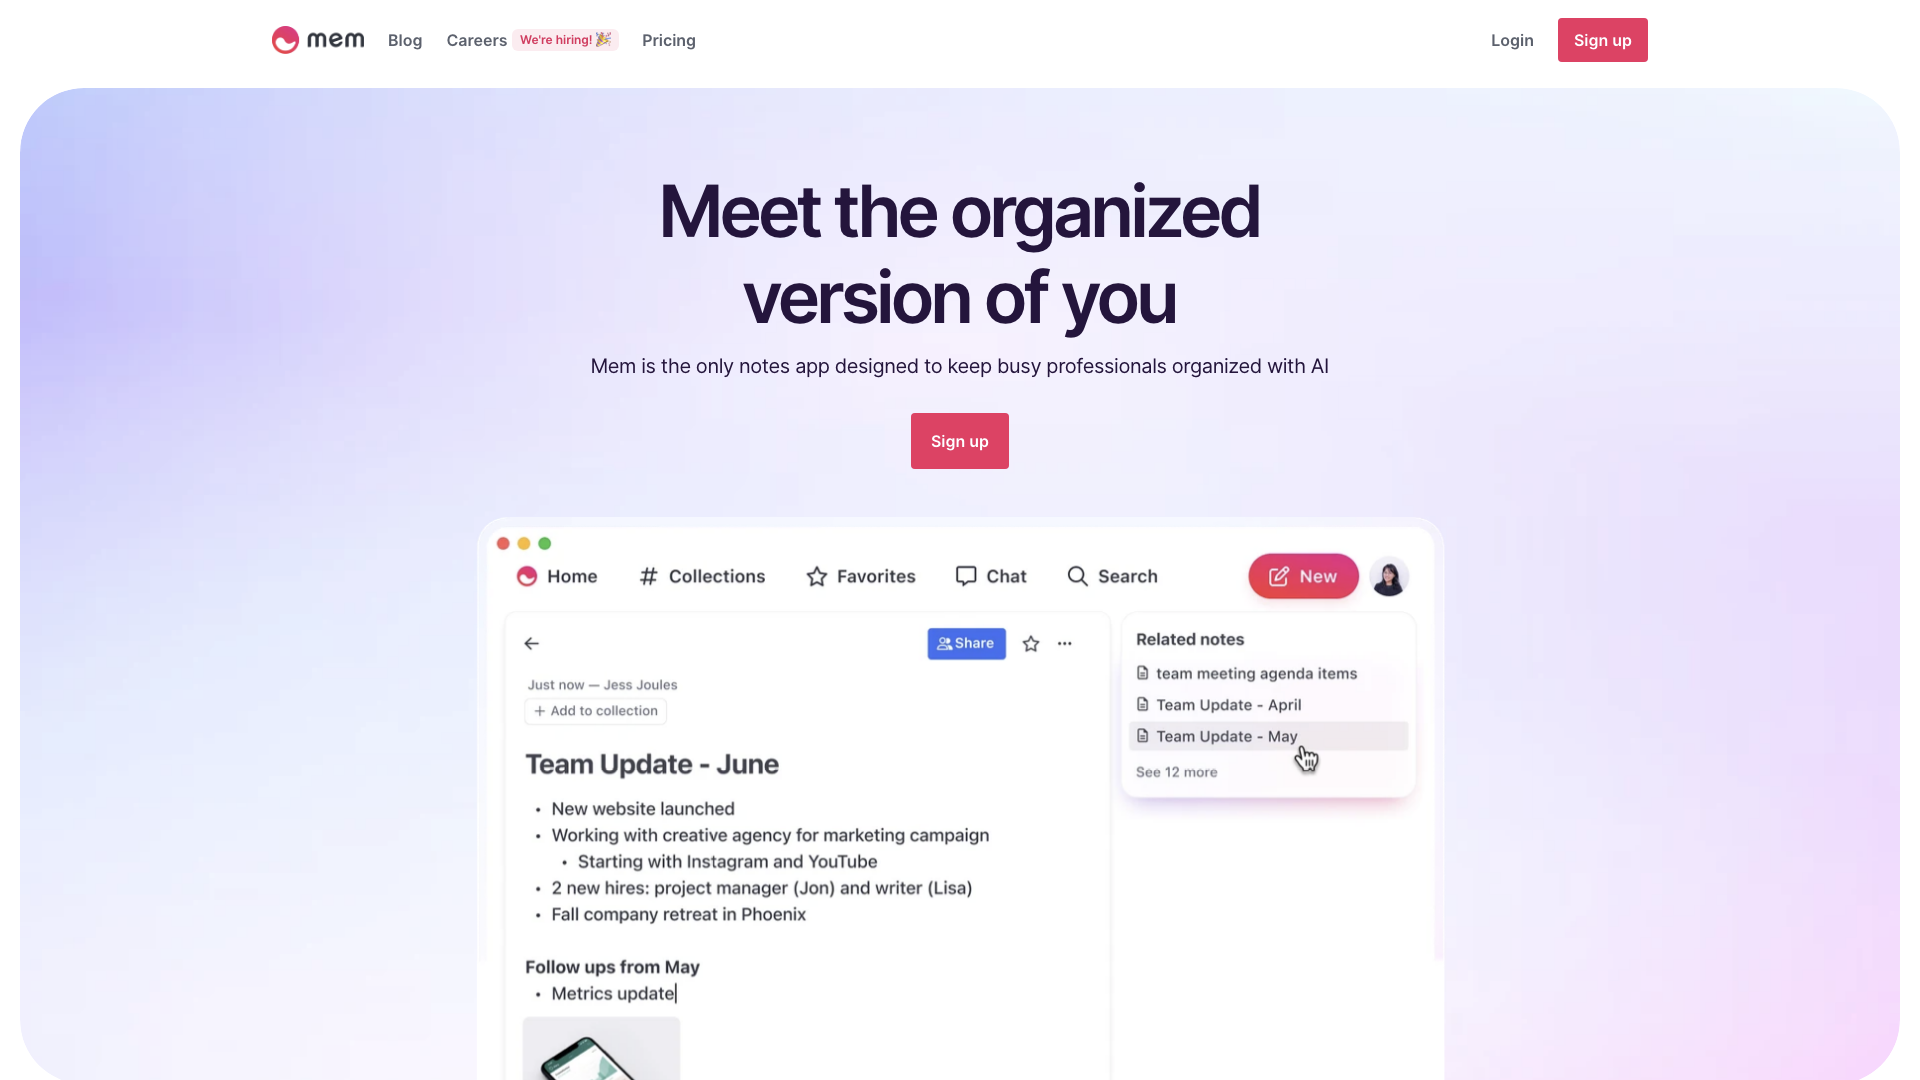 mem
Blog
Careers
We're hiring! 🎉
Pricing
Login
Sign up
Meet the organized
version of you
Mem is the only notes app designed to keep busy professionals organized with AI
Sign up
Home
# Collections
Favorites
Chat
Search
New
Share
Just now — Jess Joules
+ Add to collection
Team Update - June
• New website launched
• Working with creative agency for marketing campaign
• Starting with Instagram and YouTube
• 2 new hires: project manager (Jon) and writer (Lisa)
• Fall company retreat in Phoenix
Follow ups from May
• Metrics update
Related notes
team meeting agenda items
Team Update - April
Team Update - May
See 12 more